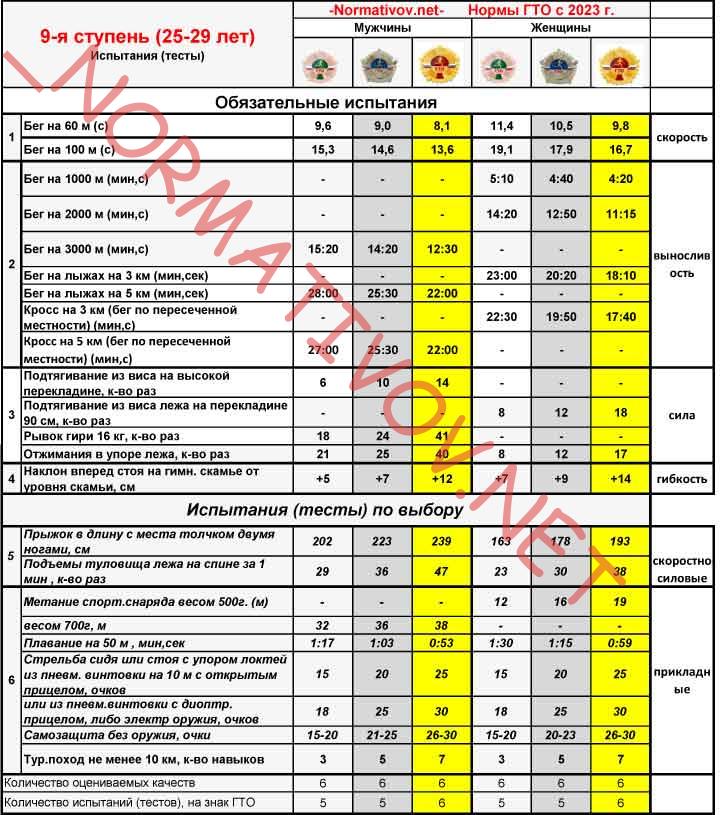 -Normativov.net- Нормы ГТО с 2023 г.
9-я ступень (25-29 лет)
Испытания (тесты)
Мужчины Женщины
Обязательные испытания
1 Бег на 60 м (с) 9,6 9,0 8,1 11,4 10,5 9,8 скорость
Бег на 100 м (с) 15,3 14,6 13,6 19,1 17,9 16,7
2 Бег на 1000 м (мин,с) - - - 5:10 4:40 4:20 вынослив
ость
Бег на 2000 м (мин,с) - - - 14:20 12:50 11:15
Бег на 3000 м (мин,с) 15:20 14:20 12:30 - - -
Бег на лыжах на 3 км (мин,сек) - - - 23:00 20:20 18:10
Бег на лыжах на 5 км (мин,сек) 28:00 25:30 22:00 - - -
Кросс на 3 км (бег по пересеченной
местности) (мин,с) - - - 22:30 19:50 17:40
Кросс на 5 км (бег по пересеченной
местности) (мин,с) 27:00 25:30 22:00 - - -
3 Подтягивание из виса на высокой
перекладине, к-во раз 6 10 14 - - - сила
Подтягивание из виса лежа на перекладине
90 см, к-во раз - - - 8 12 18
Рывок гири 16 кг, к-во раз 18 24 41 - - -
Отжимания в упоре лежа, к-во раз 21 25 40 8 12 17
4 Наклон вперед стоя на гимн. скамье от
уровня скамьи, см +5 +7 +12 +7 +9 +14 гибкость
Испытания (тесты) по выбору
5 Прыжок в длину с места толчком двумя
ногами, см 202 223 239 163 178 193 скоростно
силовые
Подъемы туловища лежа на спине за 1
мин , к-во раз 29 36 47 23 30 38
6 Метание спорт.снаряда весом 500г. (м) - - - 12 16 19 прикладн
ые
весом 700г, м 32 36 38 - - -
Плавание на 50 м , мин,сек 1:17 1:03 0:53 1:30 1:15 0:59
Стрельба сидя или стоя с упором локтей
из пневм. винтовки на 10 м с открытым
прицелом, очков 15 20 25 15 20 25
или из пневм.винтовки с диоптр.
прицелом, либо электр оружия, очков 18 25 30 18 25 30
Самозащита без оружия, очки 15-20 21-25 26-30 15-20 20-23 26-30
Тур.поход не менее 10 км, к-во навыков 3 5 7 3 5 7
Количество оцениваемых качеств 6 6 6 6 6 6
Количество испытаний (тестов), на знак ГТО 5 5 6 5 5 6
_NORMATIVOV.NET